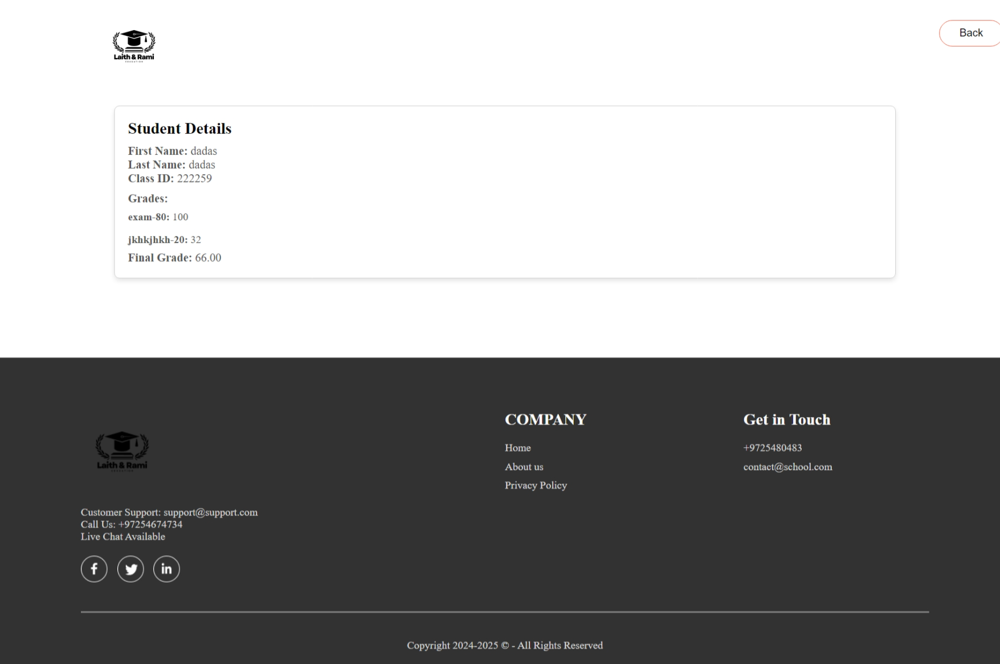 Laith & Rami
EDUCATION
Back
Student Details
First Name: dadas
Last Name: dadas
Class ID: 222259
Grades:
exam-80: 100
jkhkjhkh-20: 32
Final Grade: 66.00
Laith & Rami
EDUCATION
Customer Support: support@support.com
Call Us: +97254674734
Live Chat Available
f
in
COMPANY
Home
About us
Privacy Policy
Get in Touch
+9725480483
contact@school.com
Copyright 2024-2025 © - All Rights Reserved